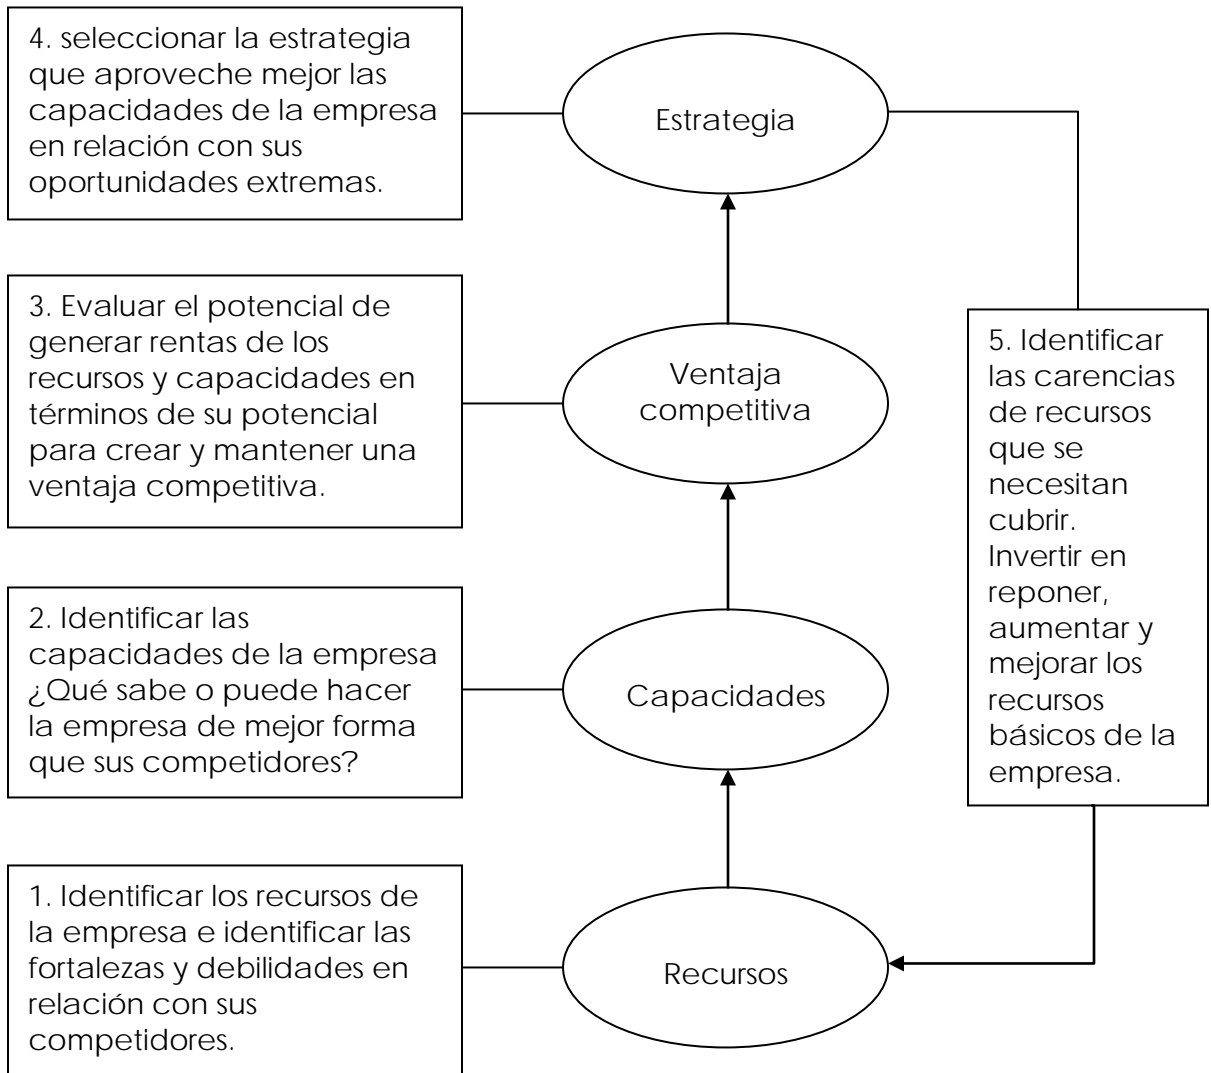 4. seleccionar la estrategia
que aproveche mejor las
capacidades de la empresa
en relación con sus
oportunidades extremas.
Estrategia
3. Evaluar el potencial de
generar rentas de los
recursos y capacidades en
términos de su potencial
para crear y mantener una
ventaja competitiva.
Ventaja
competitiva
5. Identificar
las carencias
de recursos
que se
necesitan
cubrir.
Invertir en
reponer,
aumentar y
mejorar los
recursos
básicos de la
empresa.
2. Identificar las
capacidades de la empresa
¿Qué sabe o puede hacer
la empresa de mejor forma
que sus competidores?
Capacidades
1. Identificar los recursos de
la empresa e identificar las
fortalezas y debilidades en
relación con sus
competidores.
Recursos